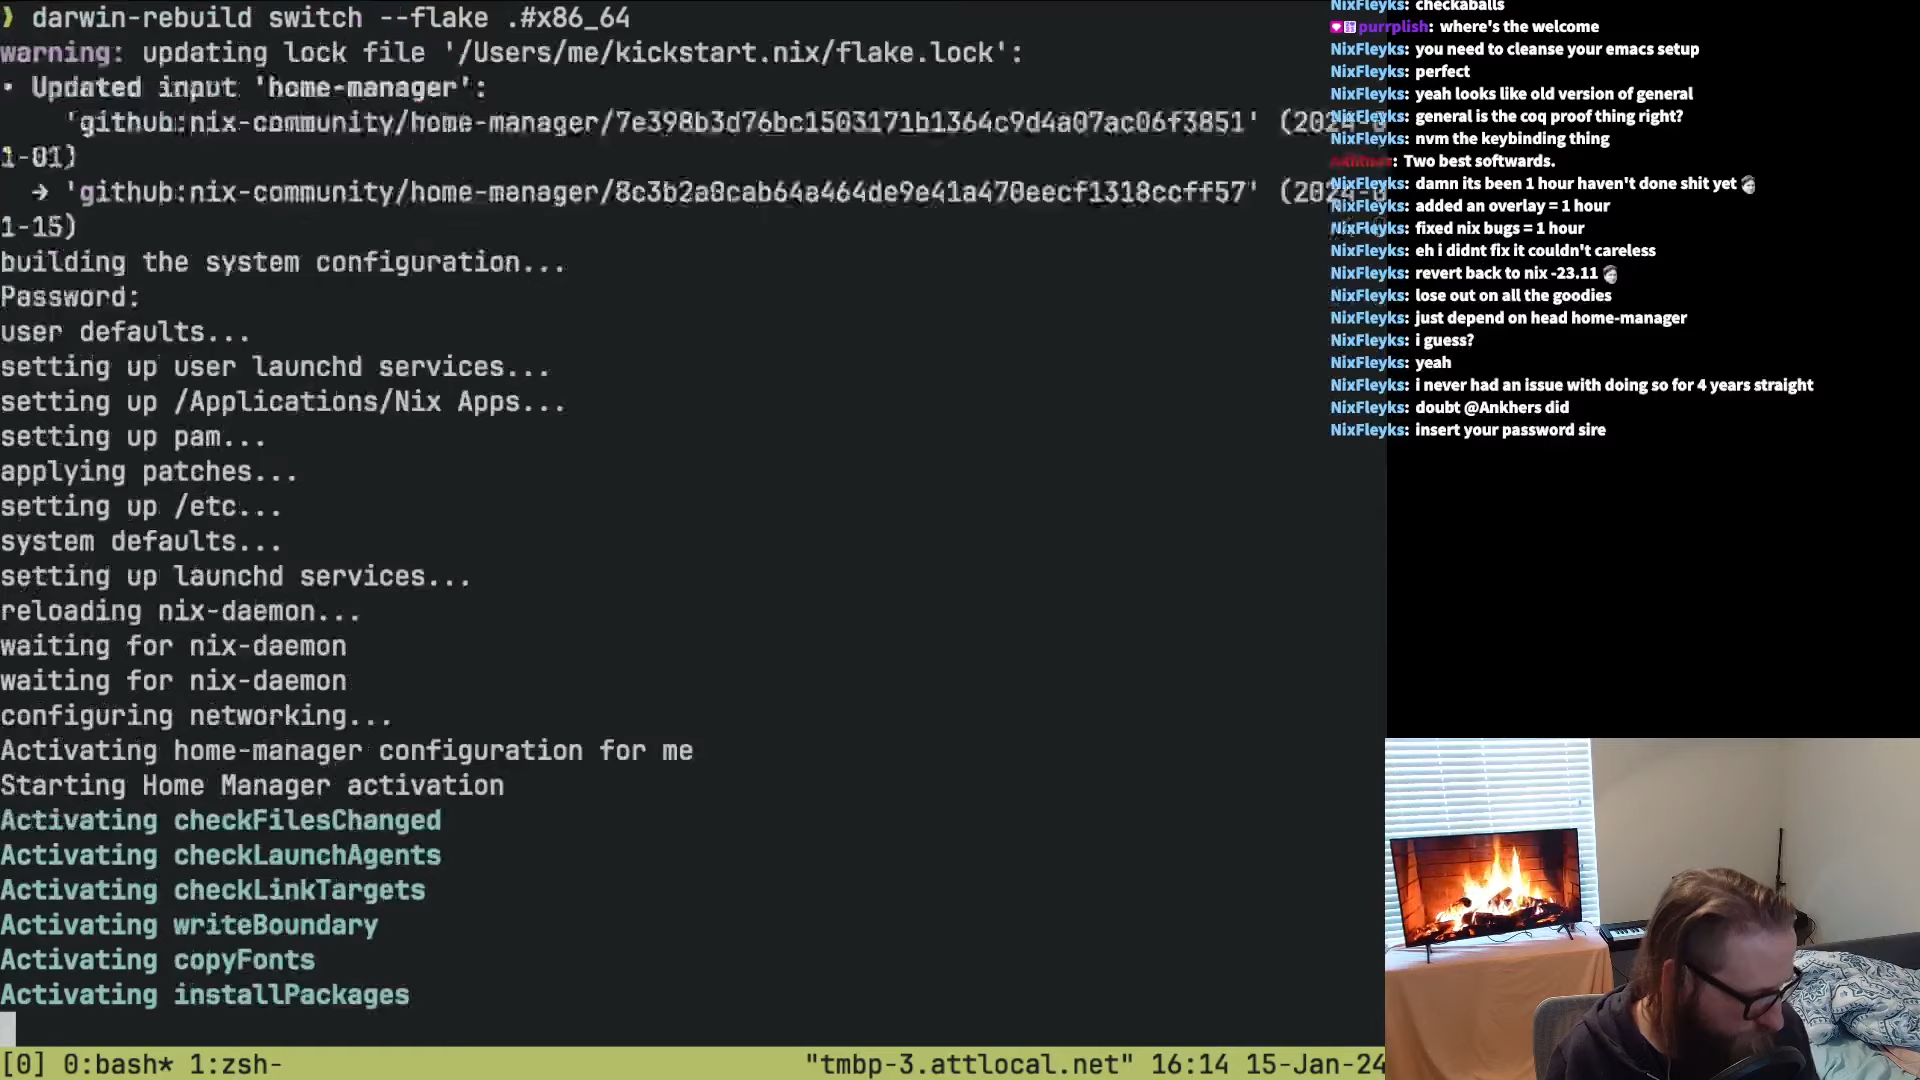 ❯ darwin-rebuild switch --flake .#x86_64
warning: updating lock file '/Users/me/kickstart.nix/flake.lock':
• Updated input 'home-manager':
'github:nix-community/home-manager/7e398b3d76bc1503171b1364c9d4a07ac06f3851' (2024-0
1-01)
→ 'github:nix-community/home-manager/8c3b2a0cab64a464de9e41a470eecf1318ccff57' (2024-0
1-15)
building the system configuration...
Password:
user defaults...
setting up user launchd services...
setting up /Applications/Nix Apps...
setting up pam...
applying patches...
setting up /etc...
system defaults...
setting up launchd services...
reloading nix-daemon...
waiting for nix-daemon
waiting for nix-daemon
configuring networking...
Activating home-manager configuration for me
Starting Home Manager activation
Activating checkFilesChanged
Activating checkLaunchAgents
Activating checkLinkTargets
Activating writeBoundary
Activating copyFonts
Activating installPackages
[0] 0:bash* 1:zsh- "tmbp-3.attlocal.net" 16:14 15-Jan-24
NixFleyks: checkaballs
purrplish: where's the welcome
NixFleyks: you need to cleanse your emacs setup
NixFleyks: perfect
NixFleyks: yeah looks like old version of general
NixFleyks: general is the coq proof thing right?
NixFleyks: nvm the keybinding thing
: Two best softwards.
NixFleyks: damn its been 1 hour haven't done shit yet
NixFleyks: added an overlay = 1 hour
NixFleyks: fixed nix bugs = 1 hour
NixFleyks: eh i didnt fix it couldn't careless
NixFleyks: revert back to nix -23.11
NixFleyks: lose out on all the goodies
NixFleyks: just depend on head home-manager
NixFleyks: i guess?
NixFleyks: yeah
NixFleyks: i never had an issue with doing so for 4 years straight
NixFleyks: doubt @Ankhers did
NixFleyks: insert your password sire